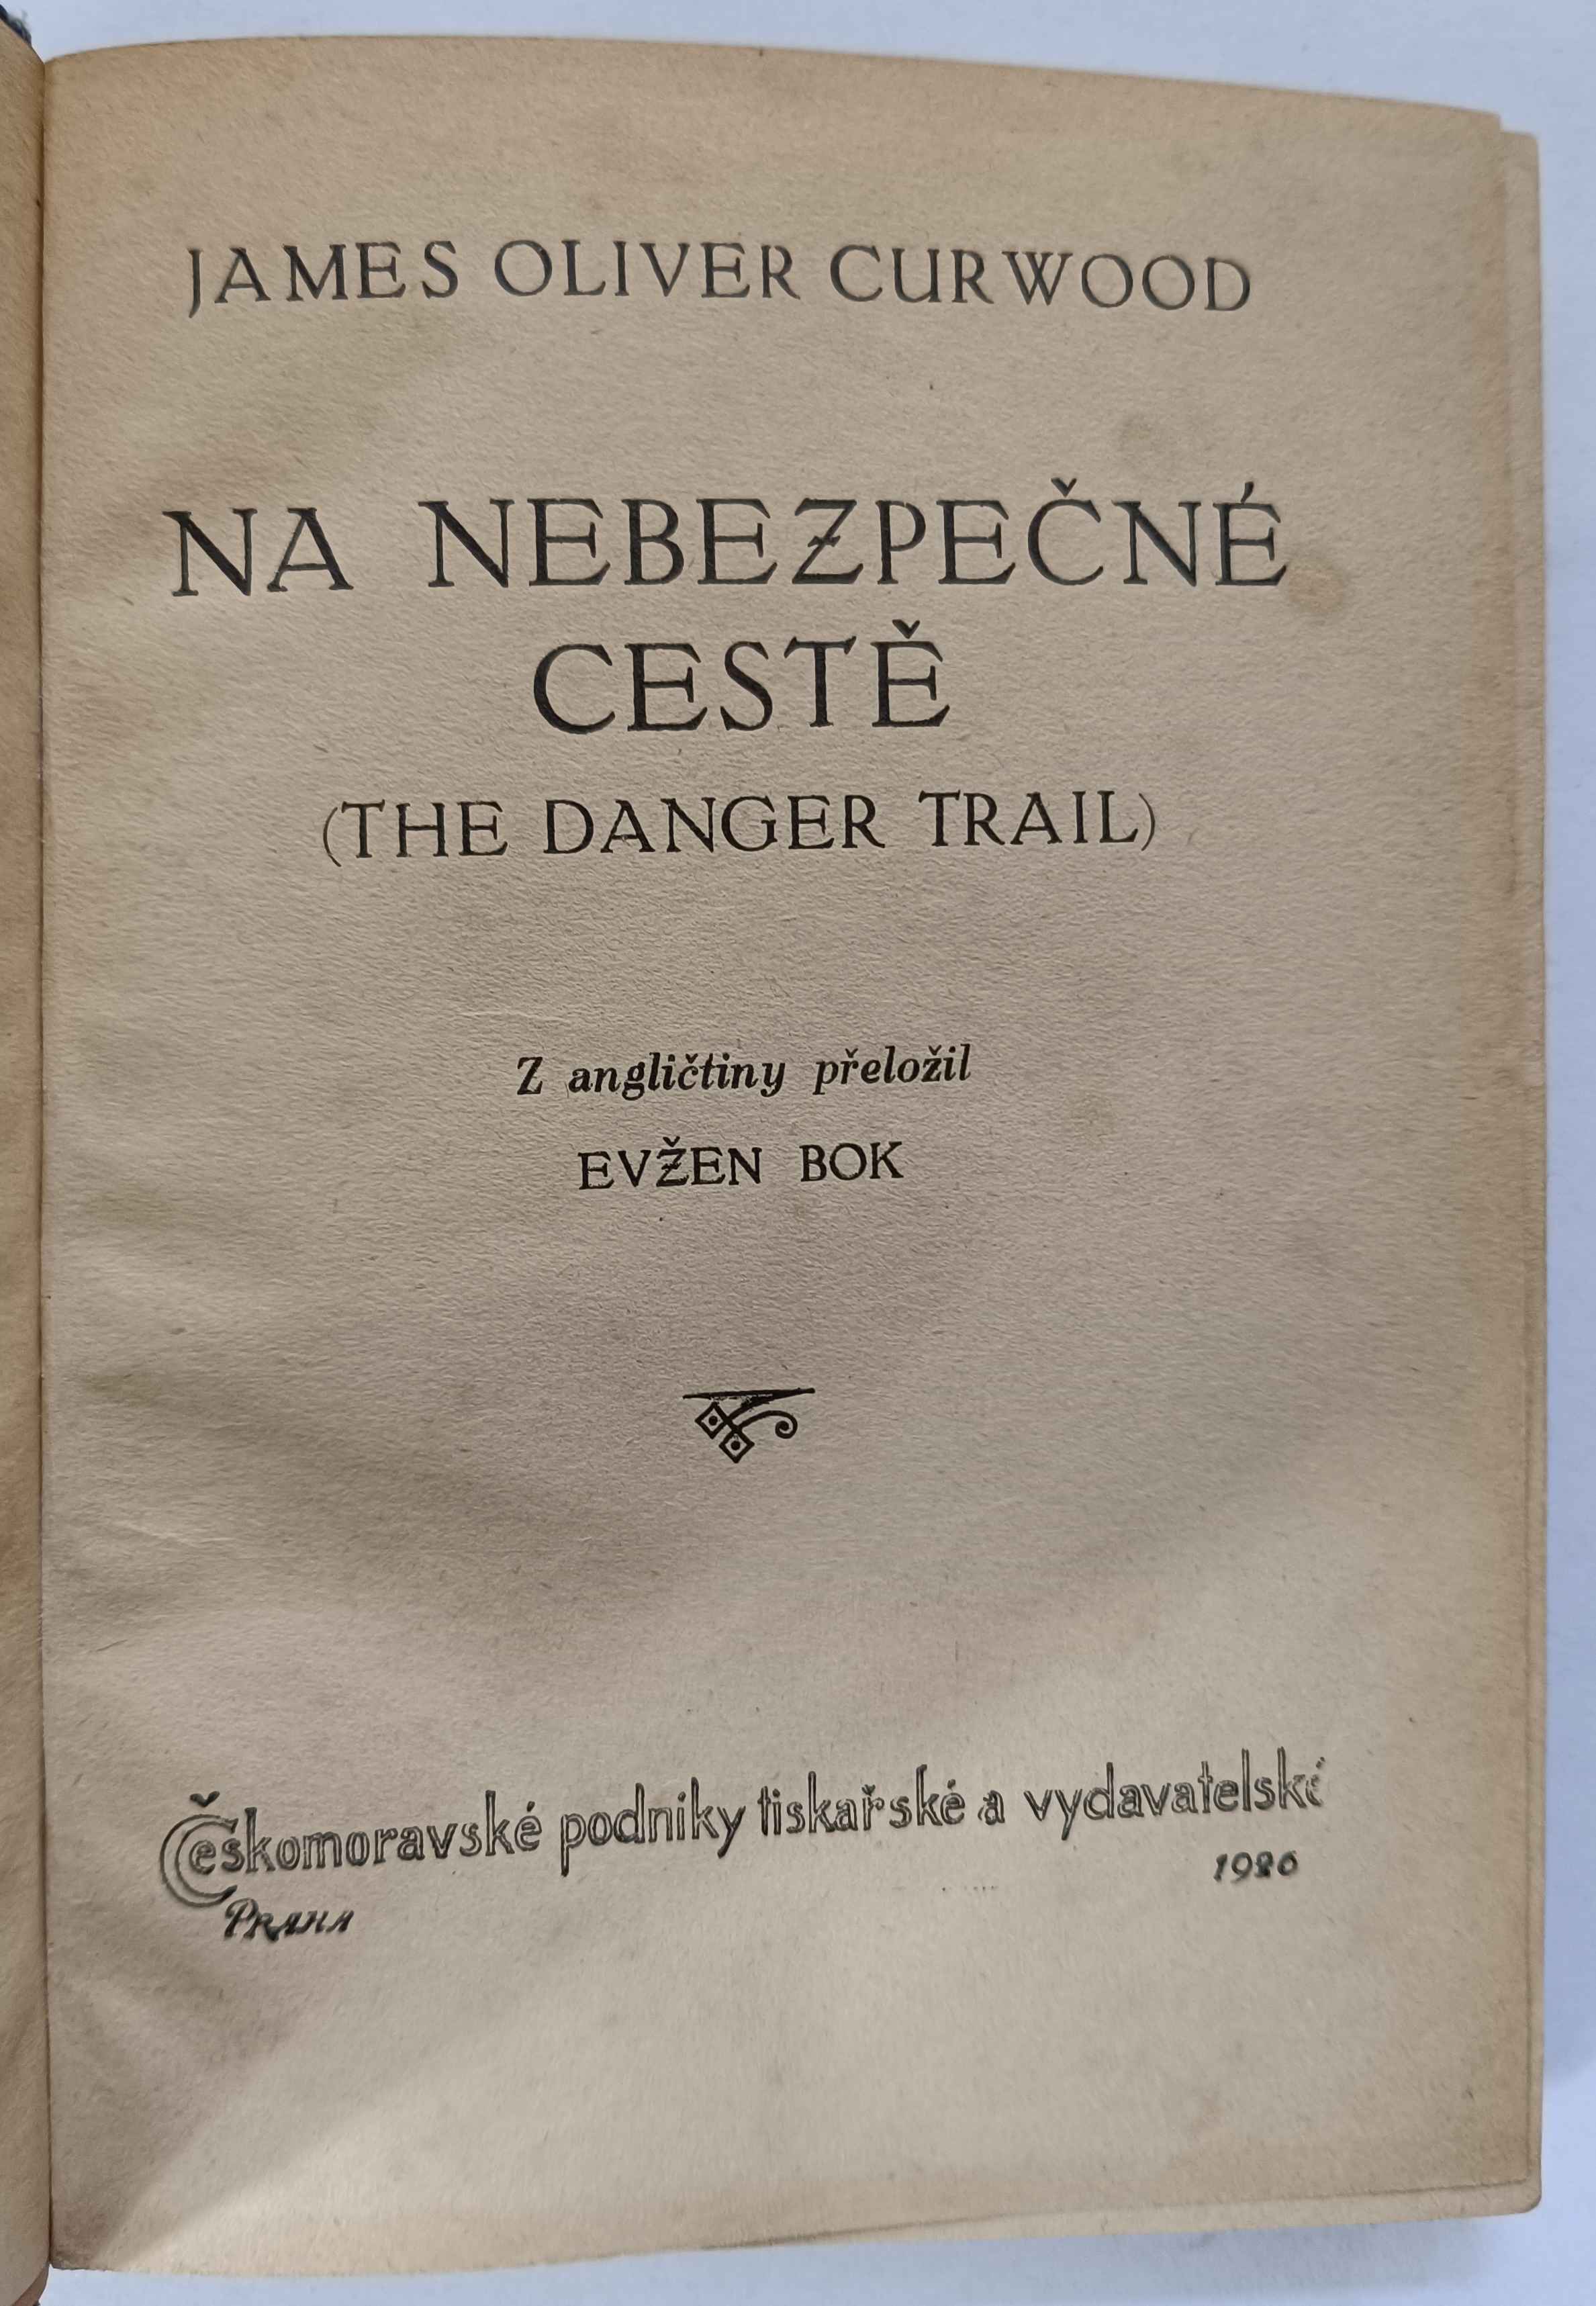 JAMES OLIVER CURWOOD
NA NEBEZPEČNÉ
CESTĚ
(THE DANGER TRAIL)
Z angličtiny přeložil
EVŽEN BOK
Českomoravské podniky tiskařské a vydavatelské
1926
PRAHA